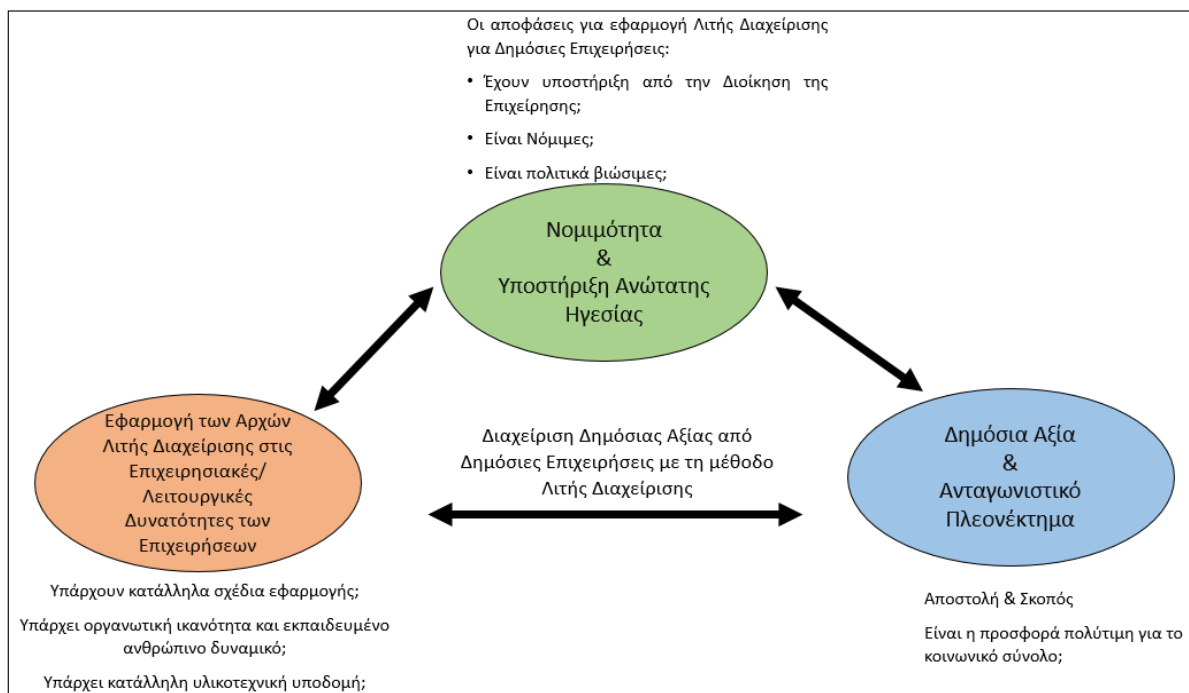 Οι αποφάσεις για εφαρμογή Λιτής Διαχείρισης
για Δημόσιες Επιχειρήσεις:
• Έχουν υποστήριξη από την Διοίκηση της
Επιχείρησης;
• Είναι Νόμιμες;
• Είναι πολιτικά βιώσιμες;
Νομιμότητα
&
Υποστήριξη Ανώτατης
Ηγεσίας
Εφαρμογή των Αρχών
Λιτής Διαχείρισης στις
Επιχειρησιακές/
Λειτουργικές
Δυνατότητες των
Επιχειρήσεων
Διαχείριση Δημόσιας Αξίας από
Δημόσιες Επιχειρήσεις με τη μέθοδο
Λιτής Διαχείρισης
Δημόσια Αξία
&
Ανταγωνιστικό
Πλεονέκτημα
Υπάρχουν κατάλληλα σχέδια εφαρμογής;
Υπάρχει οργανωτική ικανότητα και εκπαιδευμένο
ανθρώπινο δυναμικό;
Υπάρχει κατάλληλη υλικοτεχνική υποδομή;
Αποστολή & Σκοπός
Είναι η προσφορά πολύτιμη για το
κοινωνικό σύνολο;